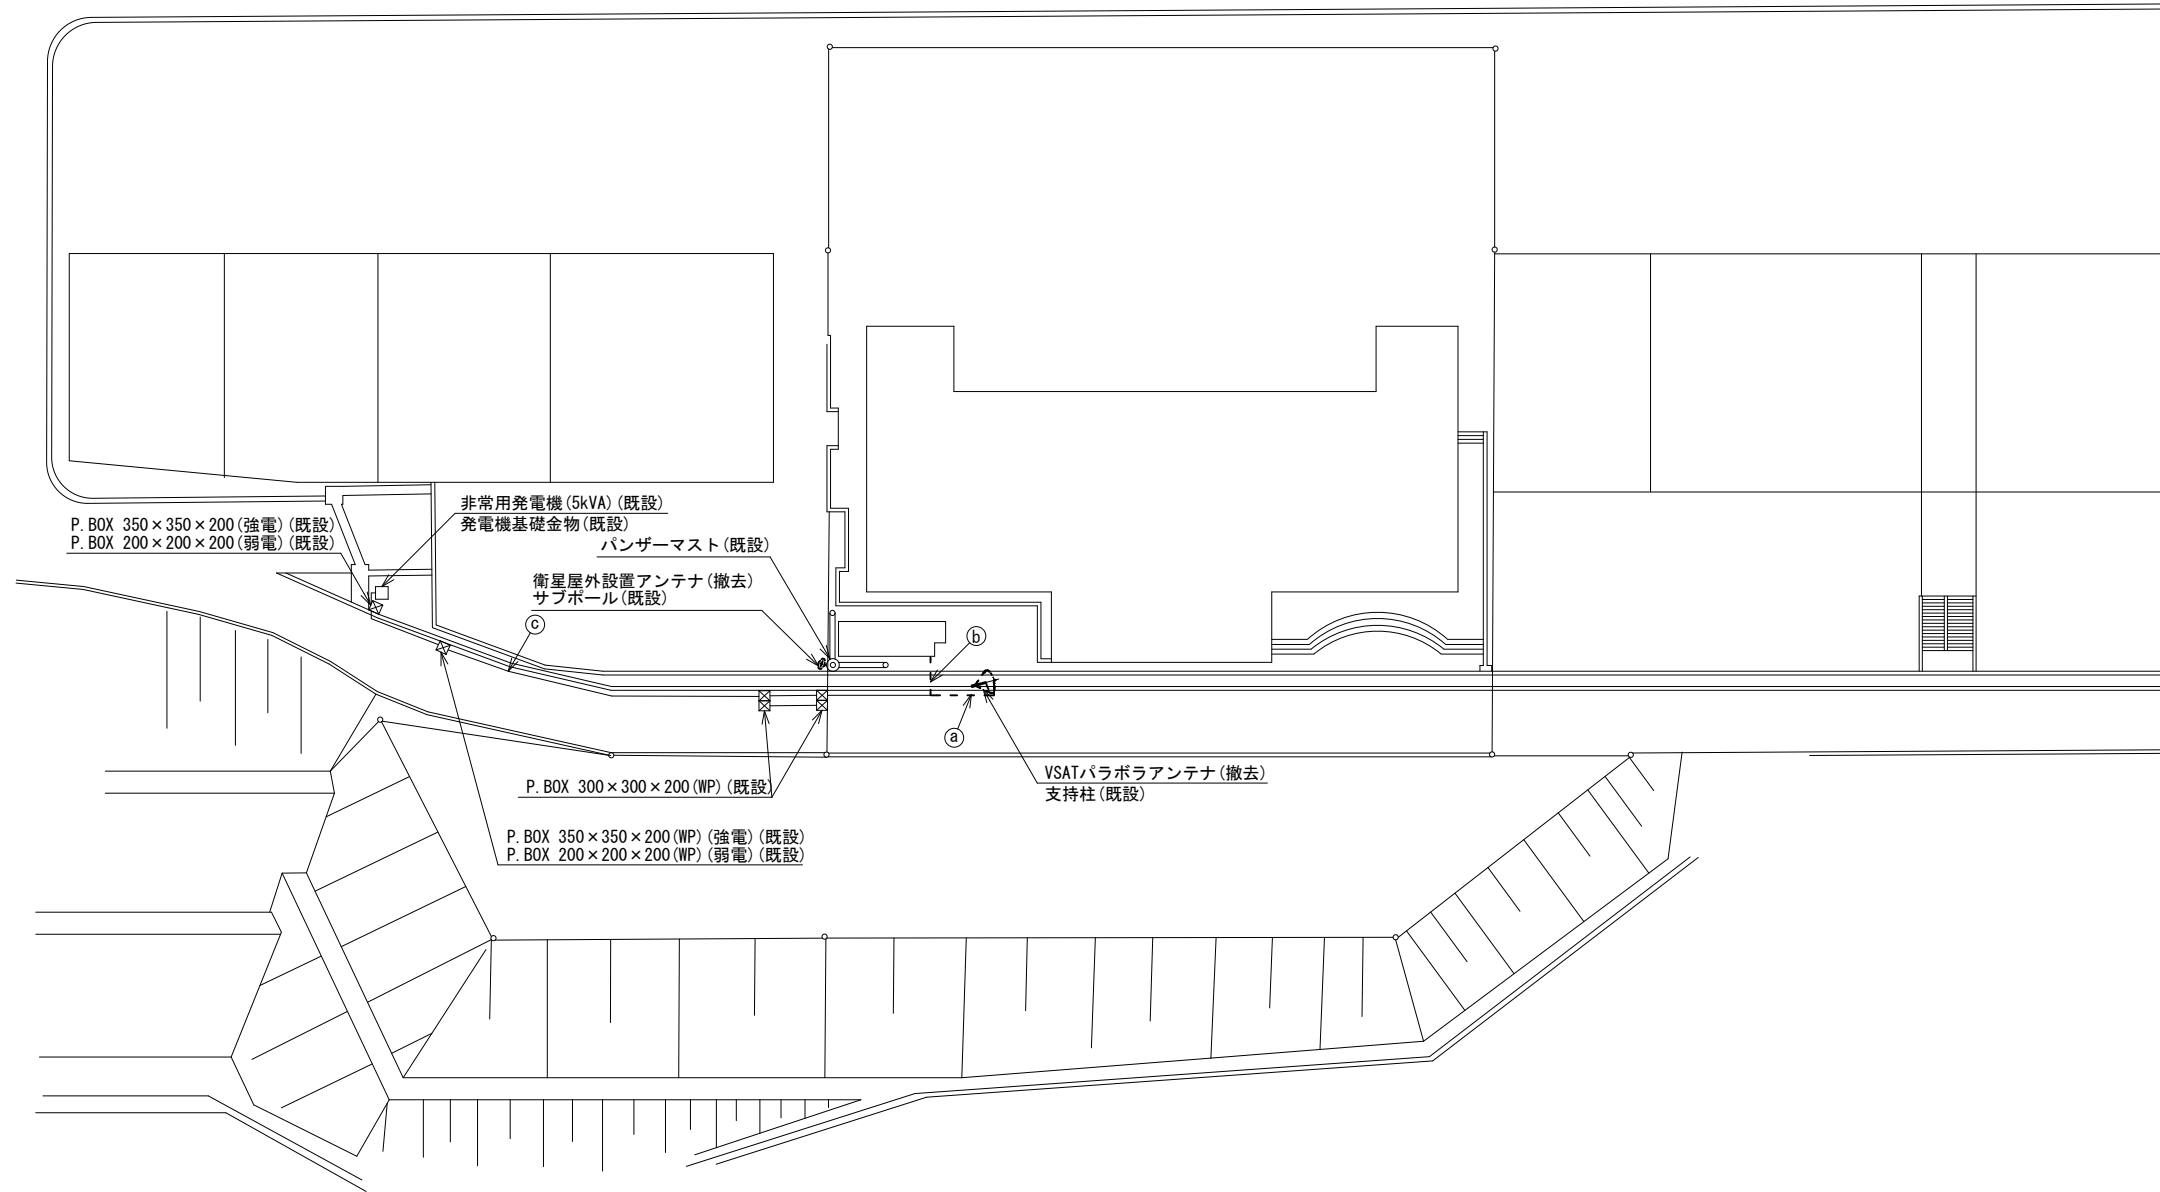 非常用発電機(5kVA)(既設)
発電機基礎金物(既設)
P.BOX 350×350×200(強電)(既設)
P.BOX 200×200×200(弱電)(既設)
パンザーマスト(既設)
衛星屋外設置アンテナ(撤去)
サブポール(既設)
c
b
a
VSATパラボラアンテナ(撤去)
支持柱(既設)
P.BOX 300×300×200(WP)(既設)
P.BOX 350×350×200(WP)(強電)(既設)
P.BOX 200×200×200(WP)(弱電)(既設)